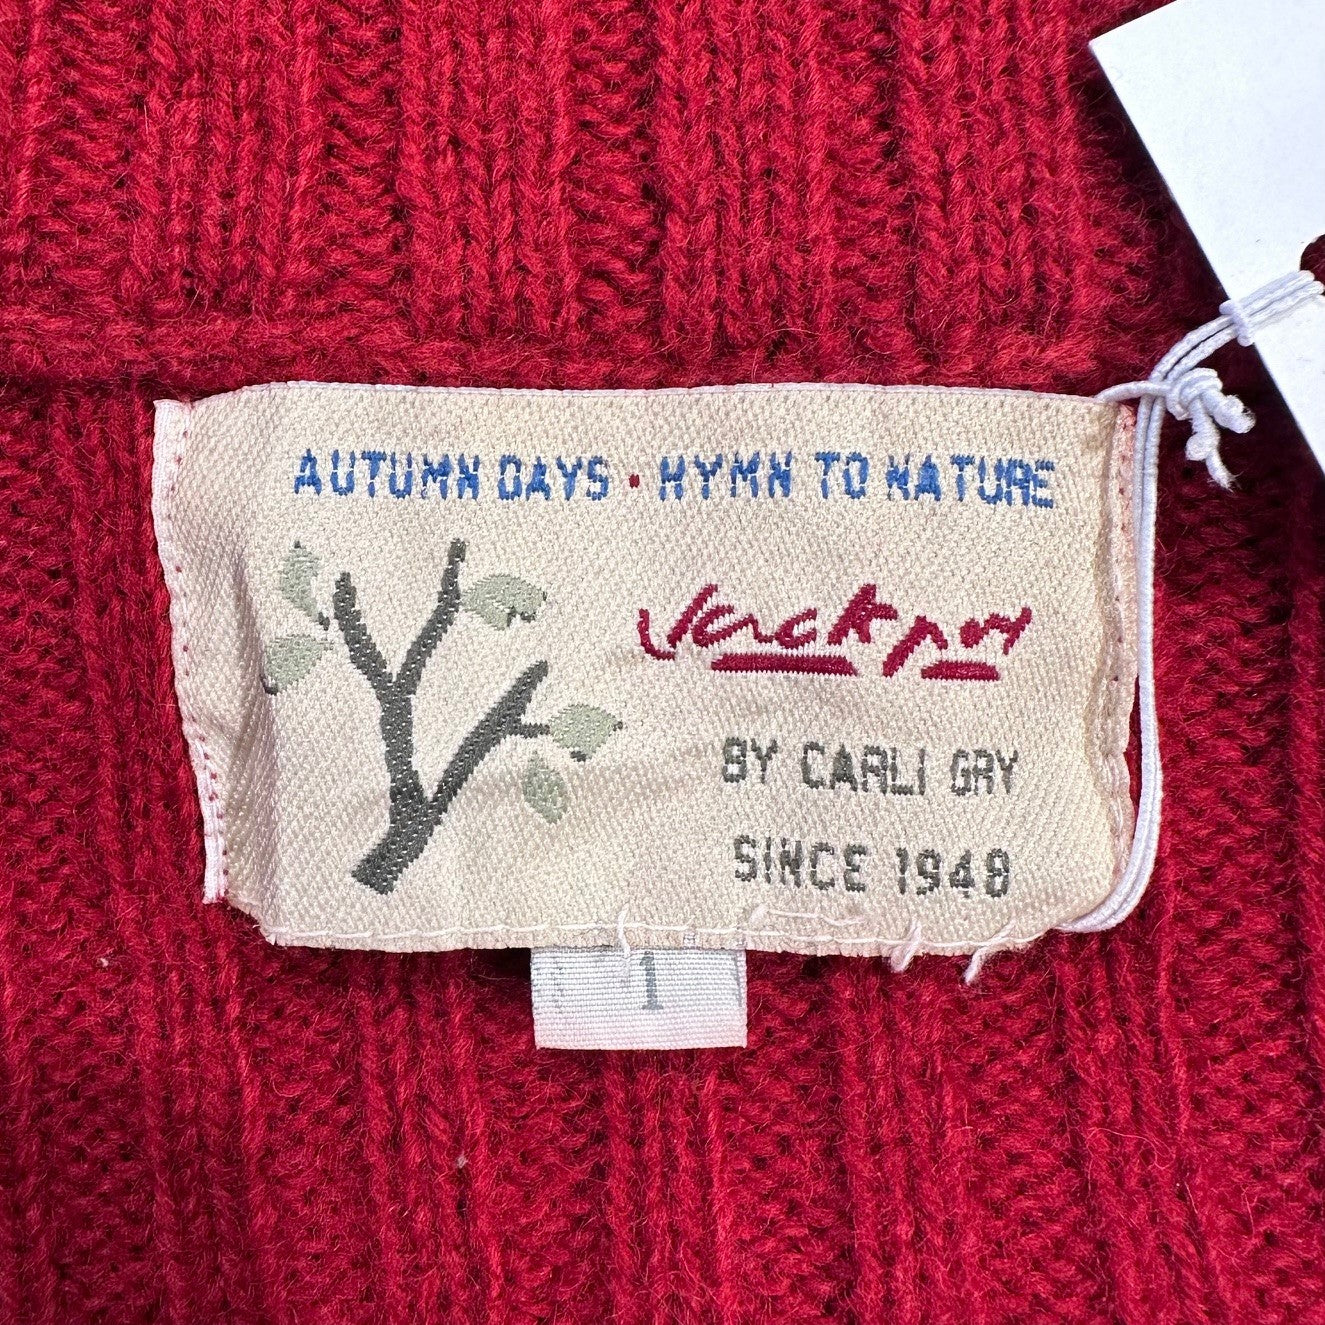 AUTUMN DAYS · HYMN TO NATURE
Jackpot
BY CARLI GRY
SINCE 1948
1